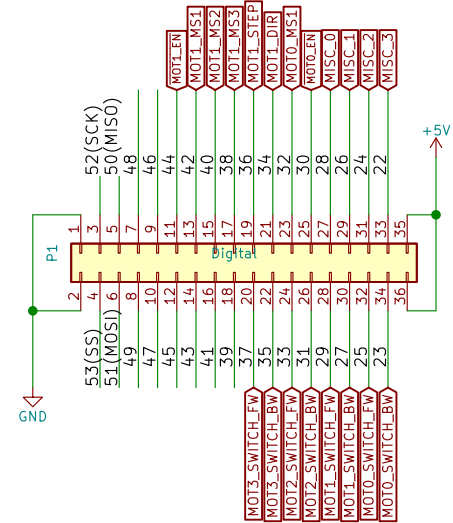 MOT1_EN
MOT1_MS1
MOT1_MS2
MOT1_MS3
MOT1_STEP
MOT1_DIR
MOT0_MS1
MOT0_EN
MISC_0
MISC_1
MISC_2
MISC_3
52(SCK)
50(MISO)
48
46
44
42
40
38
36
34
32
30
28
26
24
22
+5V
1
3
5
7
9
11
13
15
17
19
21
23
25
27
29
31
33
35
P1
Digital
2
4
6
8
10
12
14
16
18
20
22
24
26
28
30
32
34
36
53(SS)
51(MOSI)
49
47
45
43
41
39
37
35
33
31
29
27
25
23
GND
MOT3_SWITCH_FW
MOT3_SWITCH_BW
MOT2_SWITCH_FW
MOT2_SWITCH_BW
MOT1_SWITCH_FW
MOT1_SWITCH_BW
MOT0_SWITCH_FW
MOT0_SWITCH_BW